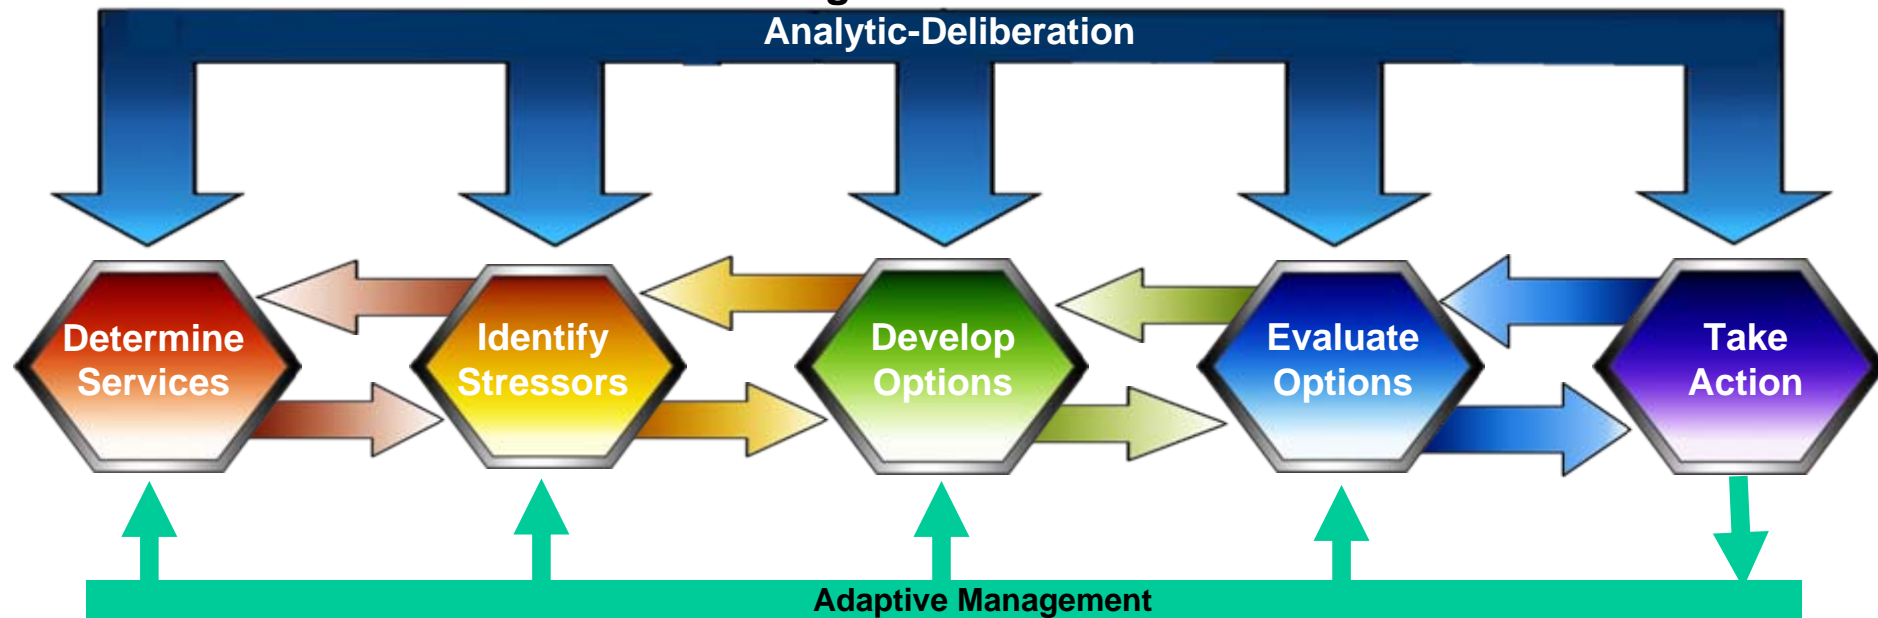 Analytic-Deliberation
Determine
Services
Identify
Stressors
Develop
Options
Evaluate
Options
Take
Action
Adaptive Management